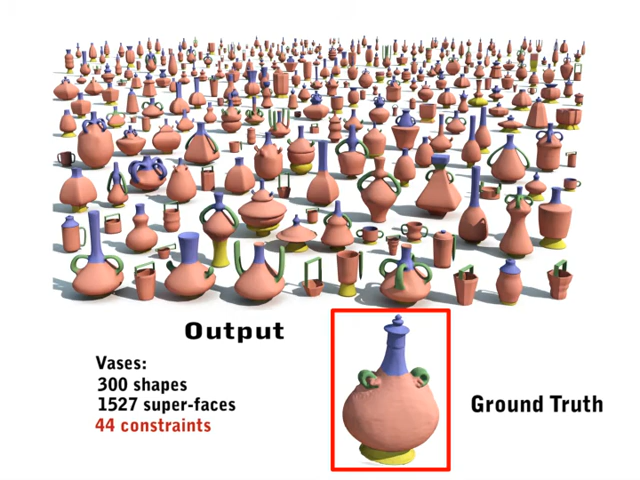 Output
Vases:
300 shapes
1527 super-faces
44 constraints
Ground Truth